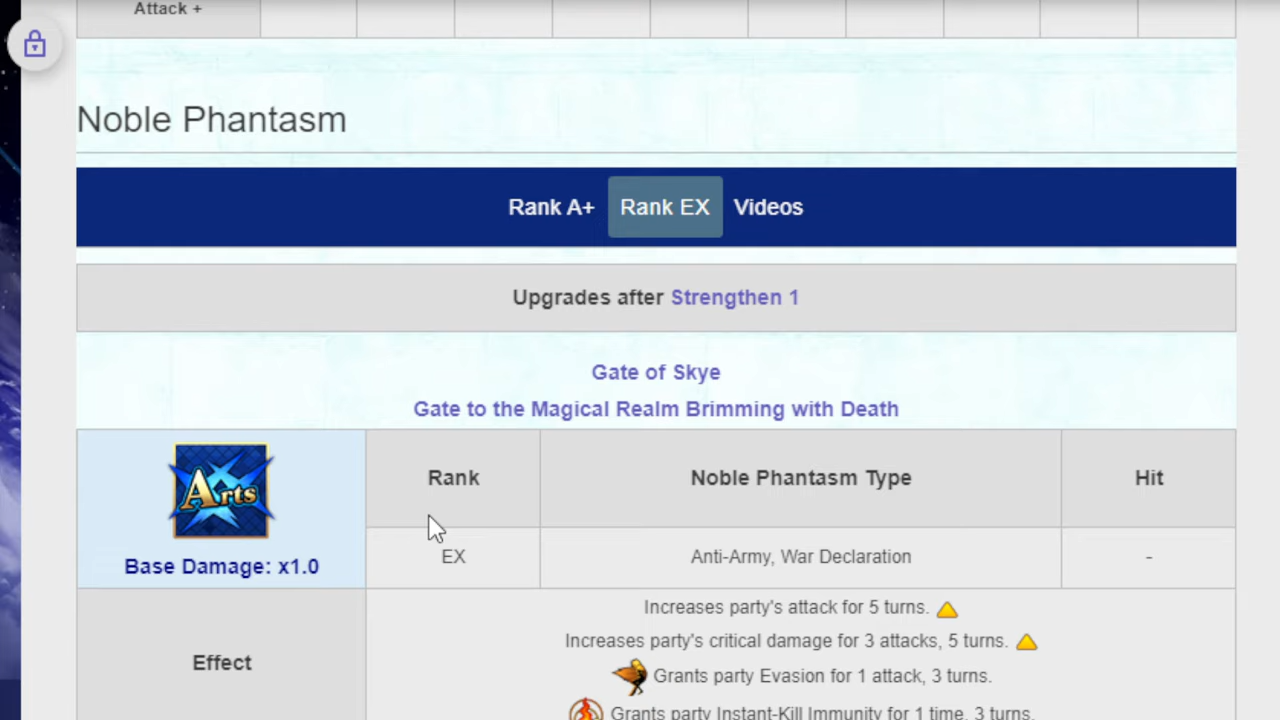 Attack +
Noble Phantasm
Rank A+ Rank EX Videos
Upgrades after Strengthen 1
Gate of Skye
Gate to the Magical Realm Brimming with Death
Arts
Rank Noble Phantasm Type Hit
Base Damage: x1.0
EX Anti-Army, War Declaration -
Effect
Increases party's attack for 5 turns.
Increases party's critical damage for 3 attacks, 5 turns.
Grants party Evasion for 1 attack, 3 turns.
Grants party Instant-Kill Immunity for 1 time, 3 turns.